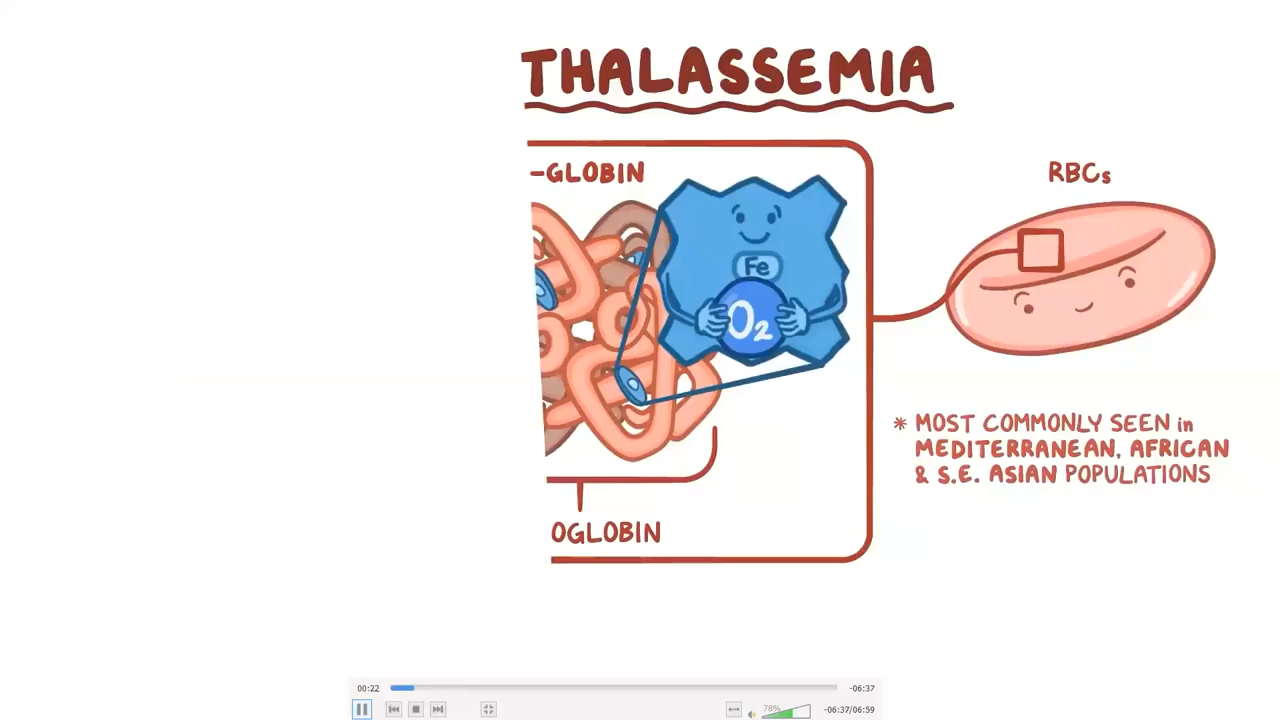 THALASSEMIA
-GLOBIN
RBCs
Fe
O2
* MOST COMMONLY SEEN in
MEDITERRANEAN, AFRICAN
& S.E. ASIAN POPULATIONS
OGLOBIN
00:22
-06:37
78%
-06:37/06:59